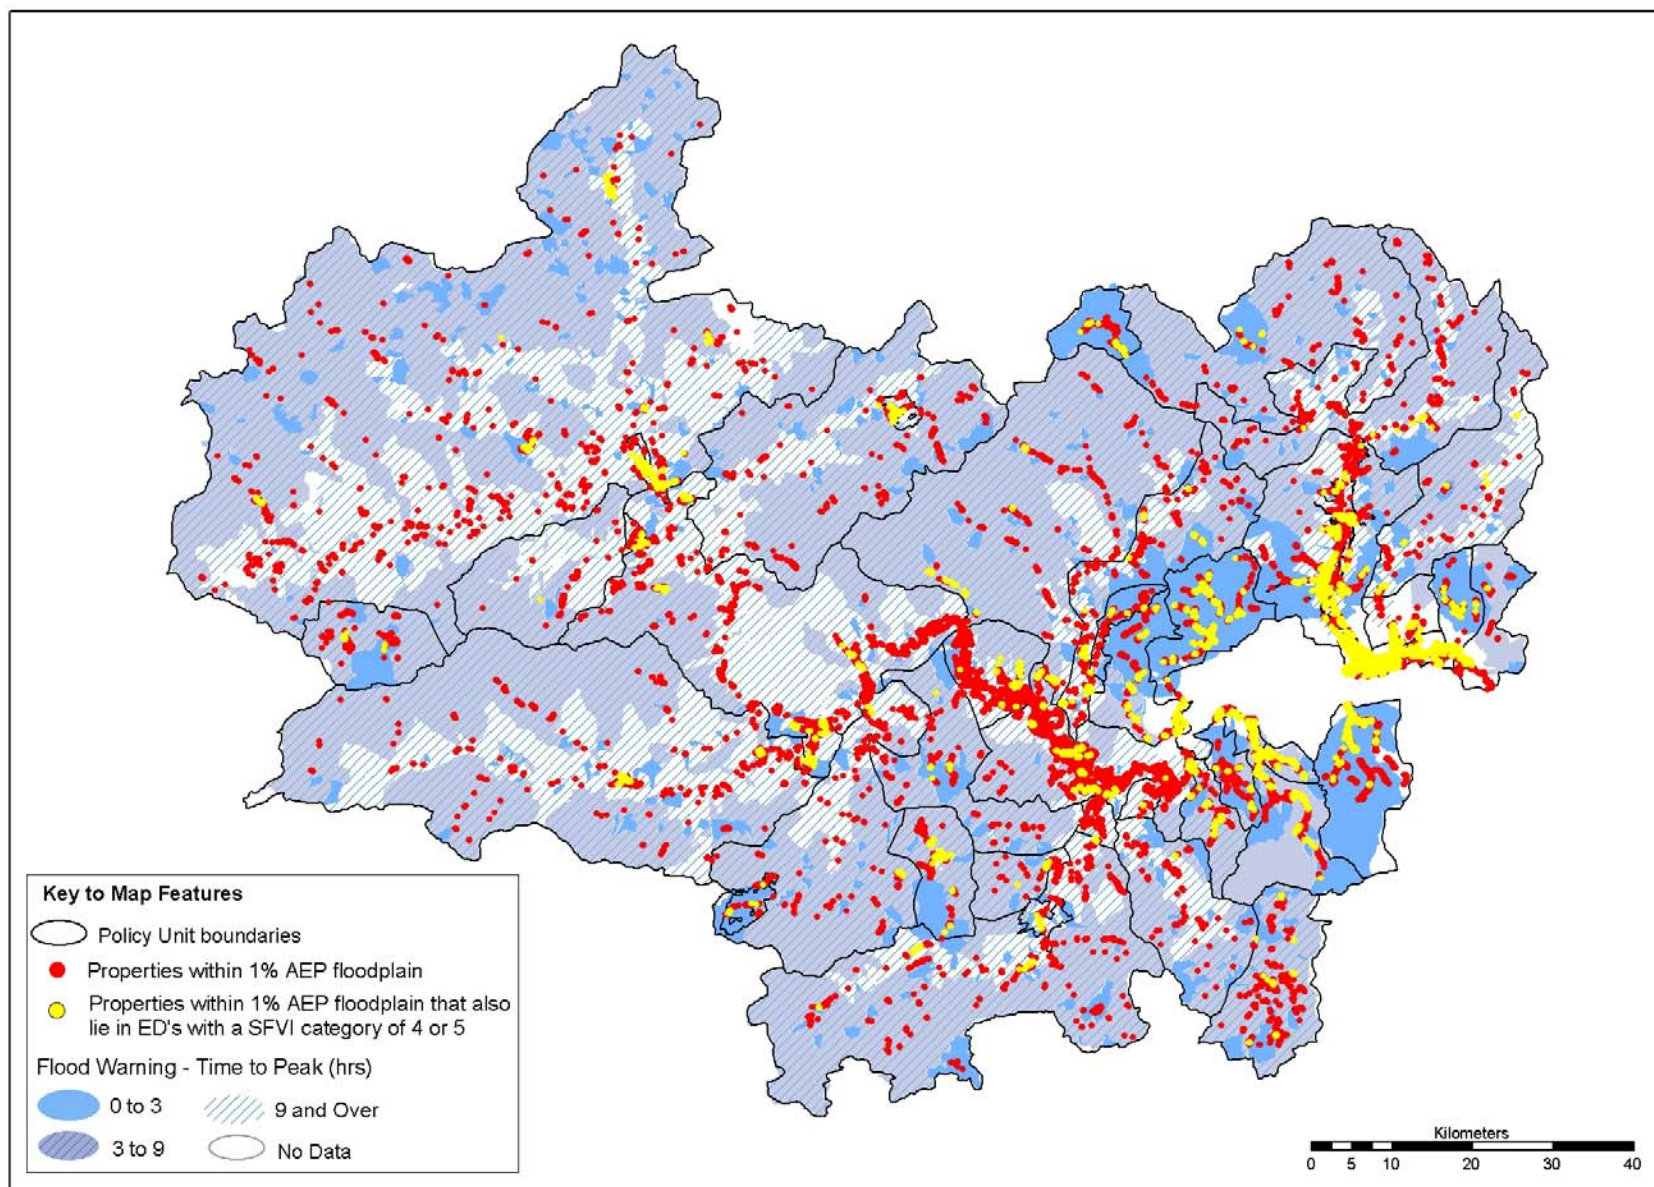 Key to Map Features
Policy Unit boundaries
Properties within 1% AEP floodplain
Properties within 1% AEP floodplain that also
lie in ED's with a SFVI category of 4 or 5
Flood Warning - Time to Peak (hrs)
0 to 3
9 and Over
3 to 9
No Data
Kilometers
0 5 10 20 30 40